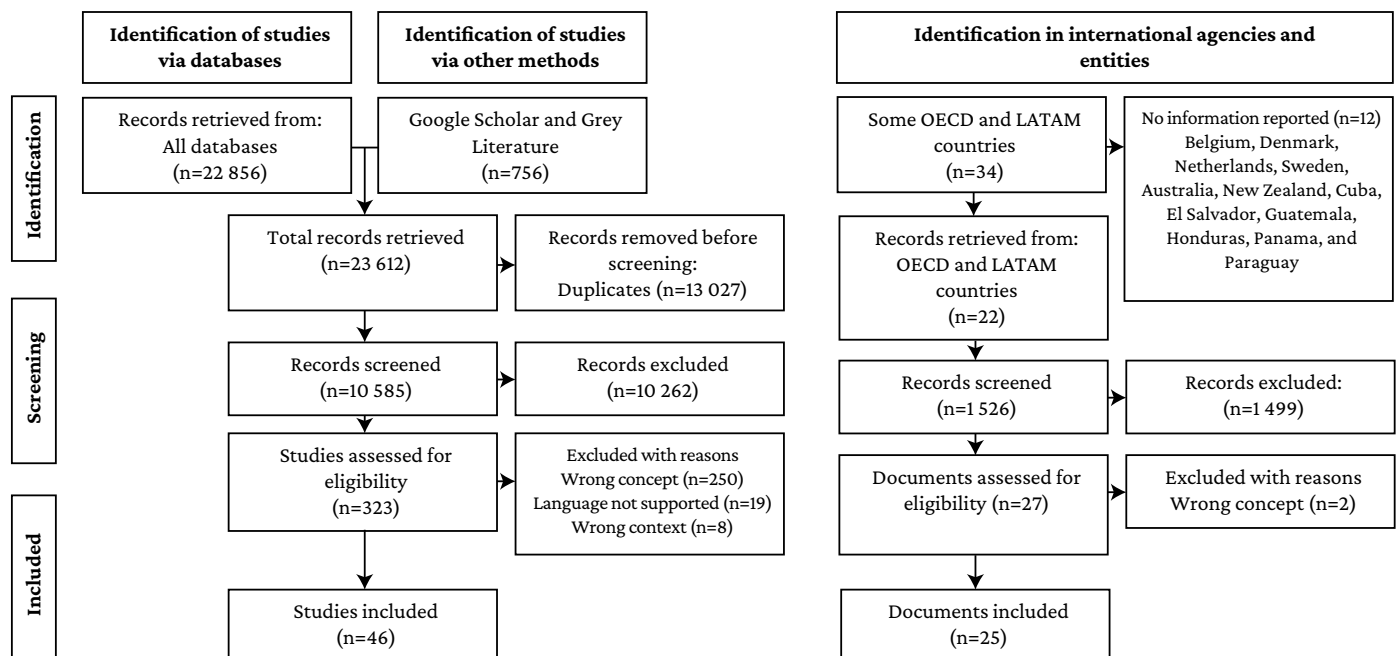 Identification of studies
via databases
Identification of studies
via other methods
Identification in international agencies and
entities
Identification
Records retrieved from:
All databases
(n=22 856)
Google Scholar and Grey
Literature
(n=756)
Some OECD and LATAM
countries
(n=34)
No information reported (n=12)
Belgium, Denmark,
Netherlands, Sweden,
Australia, New Zealand, Cuba,
El Salvador, Guatemala,
Honduras, Panama, and
Paraguay
Total records retrieved
(n=23 612)
Records removed before
screening:
Duplicates (n=13 027)
Records retrieved from:
OECD and LATAM
countries
(n=22)
Screening
Records screened
(n=10 585)
Records excluded
(n=10 262)
Records screened
(n=1 526)
Records excluded:
(n=1 499)
Studies assessed for
eligibility
(n=323)
Excluded with reasons
Wrong concept (n=250)
Language not supported (n=19)
Wrong context (n=8)
Documents assessed for
eligibility (n=27)
Excluded with reasons
Wrong concept (n=2)
Included
Studies included
(n=46)
Documents included
(n=25)